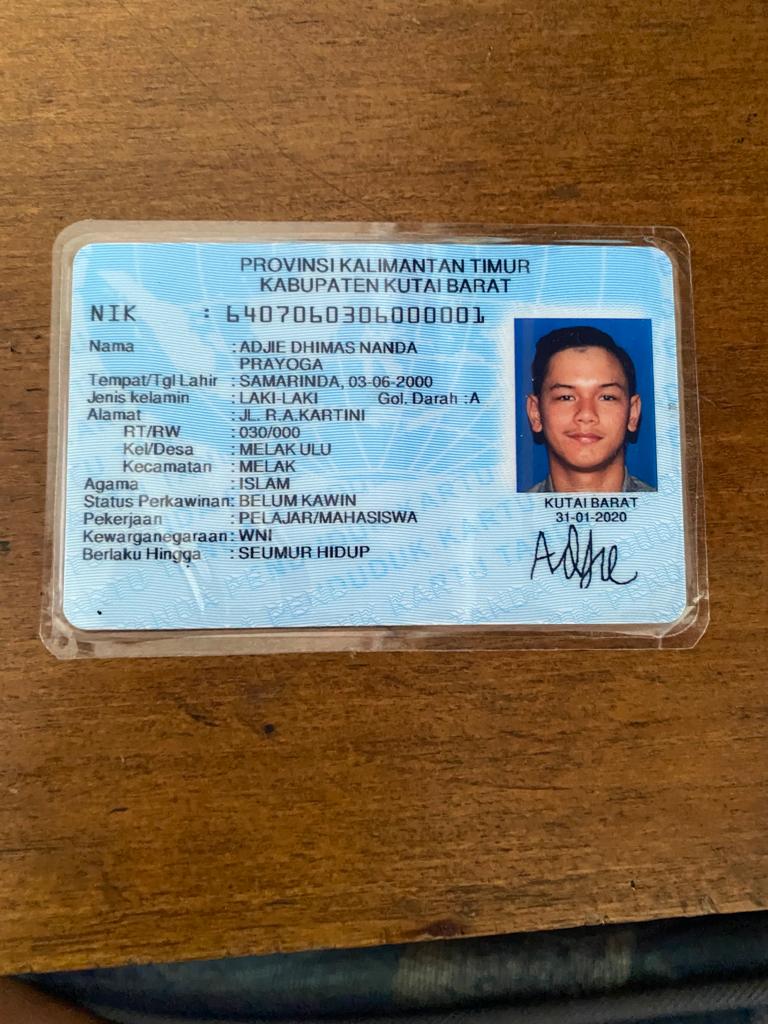 PROVINSI KALIMANTAN TIMUR
KABUPATEN KUTAI BARAT
NIK : 6407060306000001
Nama : ADJIE DHIMAS NANDA
PRAYOGA
Tempat/Tgl Lahir : SAMARINDA, 03-06-2000
Jenis kelamin : LAKI-LAKI Gol. Darah :A
Alamat : JL. R.A.KARTINI
RT/RW : 030/000
Kel/Desa : MELAK ULU
Kecamatan : MELAK
Agama : ISLAM
Status Perkawinan: BELUM KAWIN
Pekerjaan : PELAJAR/MAHASISWA
Kewarganegaraan: WNI
Berlaku Hingga : SEUMUR HIDUP
KUTAI BARAT
31-01-2020
Adjie